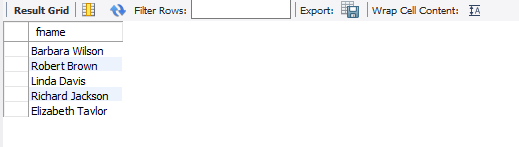 Result Grid Filter Rows: Export: Wrap Cell Content:
fname
Barbara Wilson
Robert Brown
Linda Davis
Richard Jackson
Elizabeth Taylor